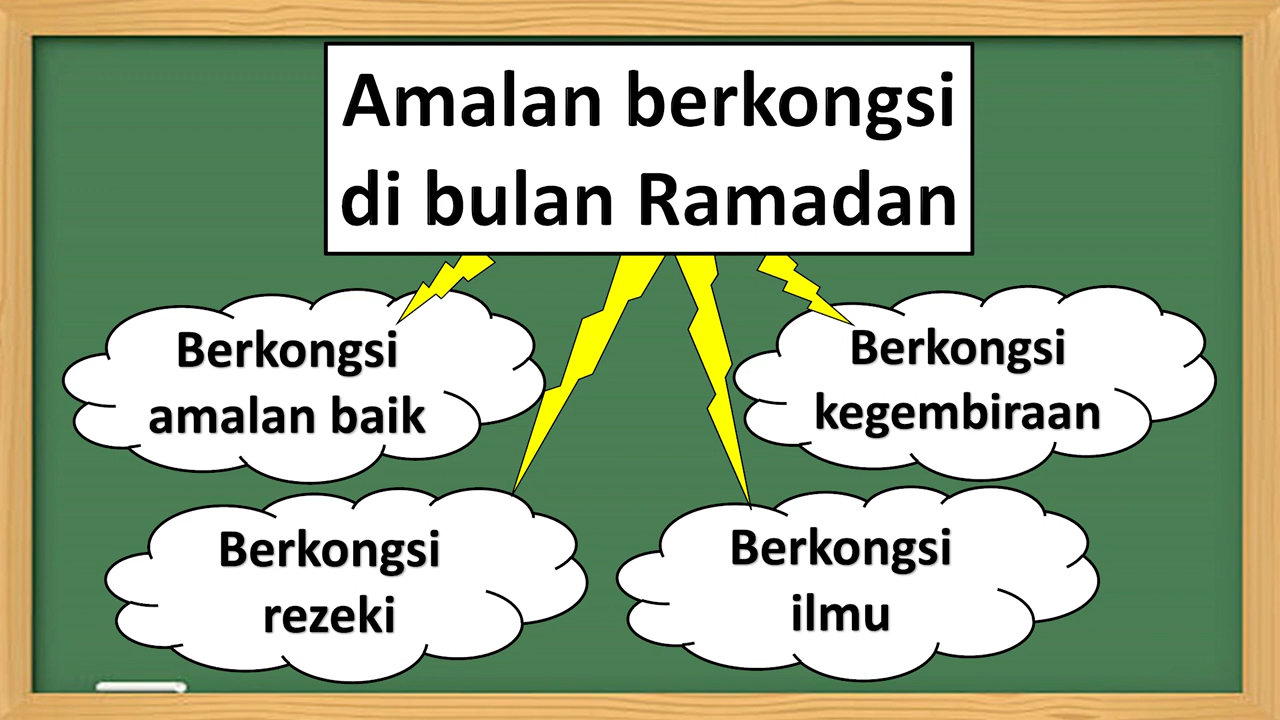 Amalan berkongsi
di bulan Ramadan
Berkongsi
amalan baik
Berkongsi
kegembiraan
Berkongsi
rezeki
Berkongsi
ilmu